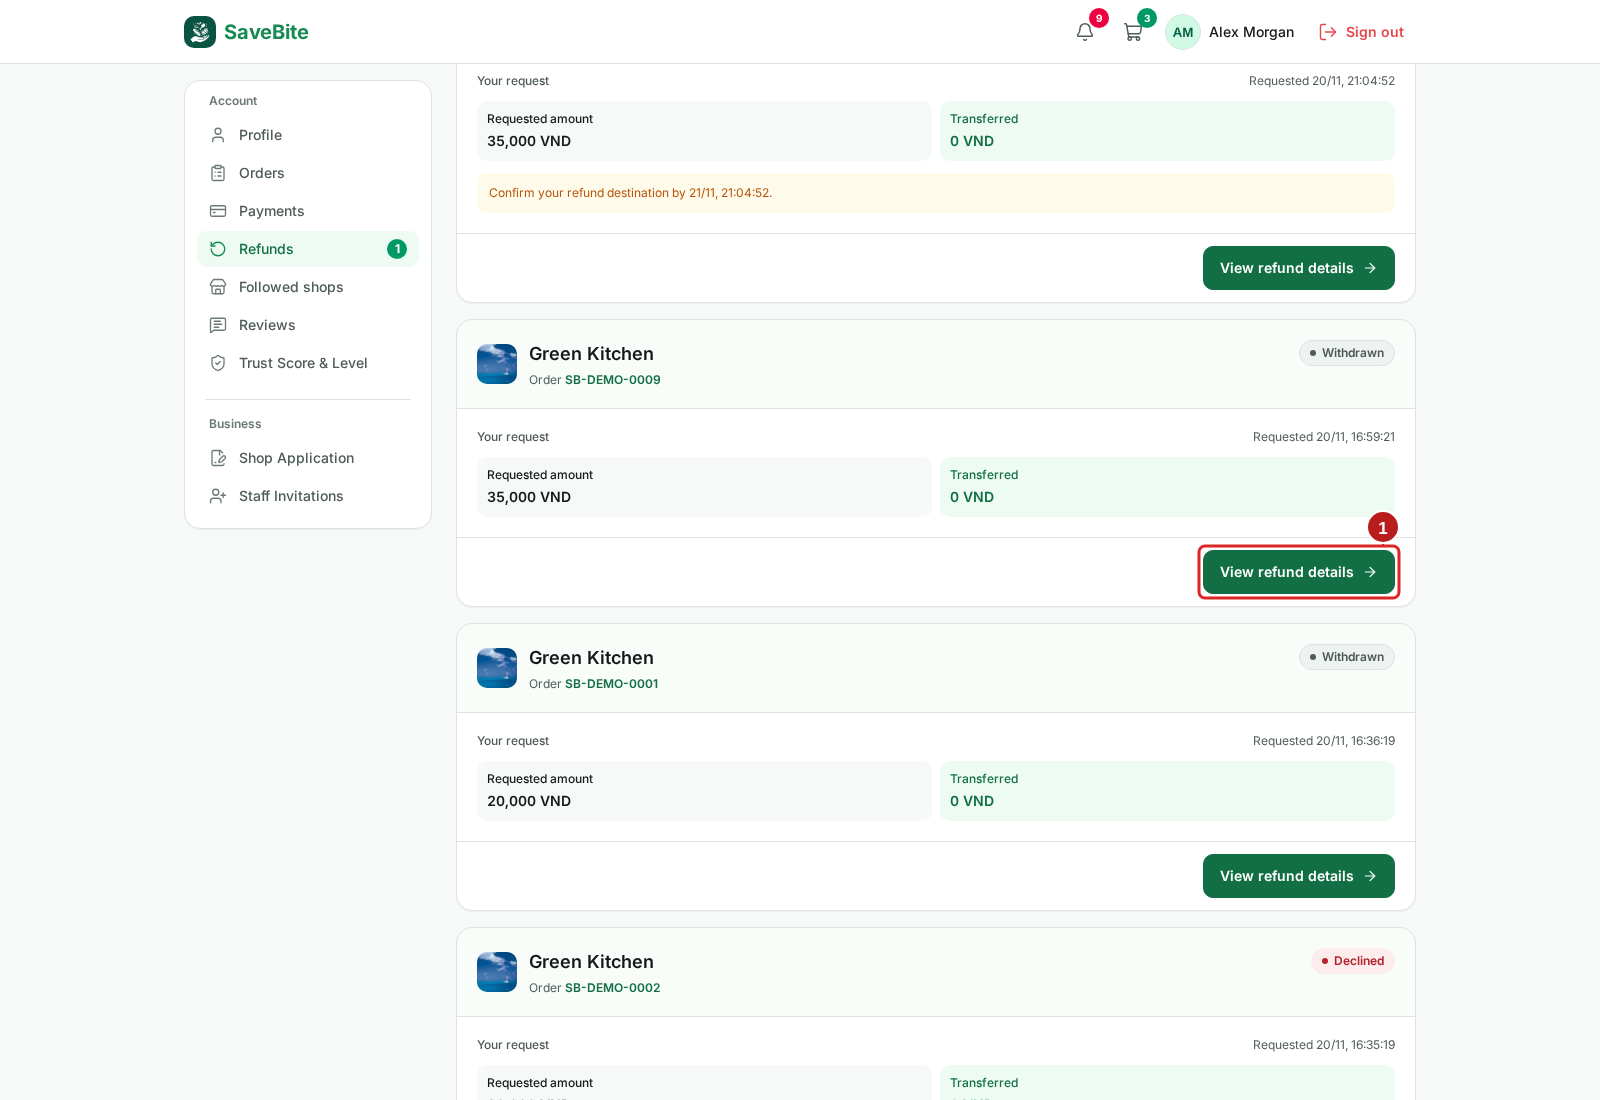 SaveBite
9
3
AM
Alex Morgan
Sign out
Account
Profile
Orders
Payments
Refunds
1
Followed shops
Reviews
Trust Score & Level
Business
Shop Application
Staff Invitations
Your request
Requested 20/11, 21:04:52
Requested amount
35,000 VND
Transferred
0 VND
Confirm your refund destination by 21/11, 21:04:52.
View refund details
Green Kitchen
Order SB-DEMO-0009
Withdrawn
Your request
Requested 20/11, 16:59:21
Requested amount
35,000 VND
Transferred
0 VND
1
View refund details
Green Kitchen
Order SB-DEMO-0001
Withdrawn
Your request
Requested 20/11, 16:36:19
Requested amount
20,000 VND
Transferred
0 VND
View refund details
Green Kitchen
Order SB-DEMO-0002
Declined
Your request
Requested 20/11, 16:35:19
Requested amount
Transferred